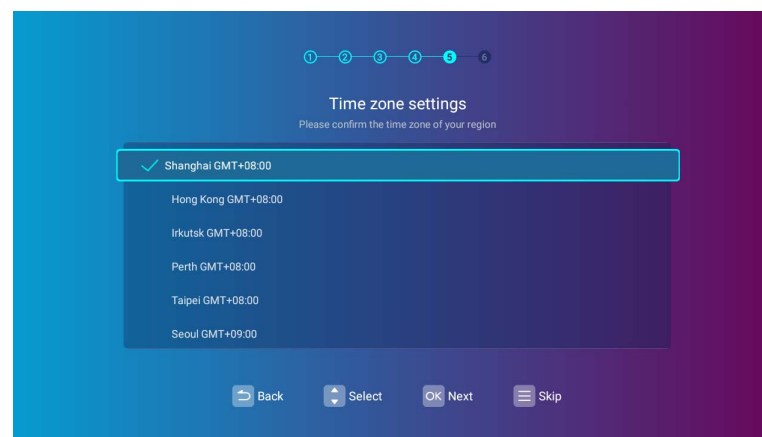 1 2 3 4 5 6
Time zone settings
Please confirm the time zone of your region
Shanghai GMT+08:00
Hong Kong GMT+08:00
Irkutsk GMT+08:00
Perth GMT+08:00
Taipei GMT+08:00
Seoul GMT+09:00
Back Select OK Next Skip